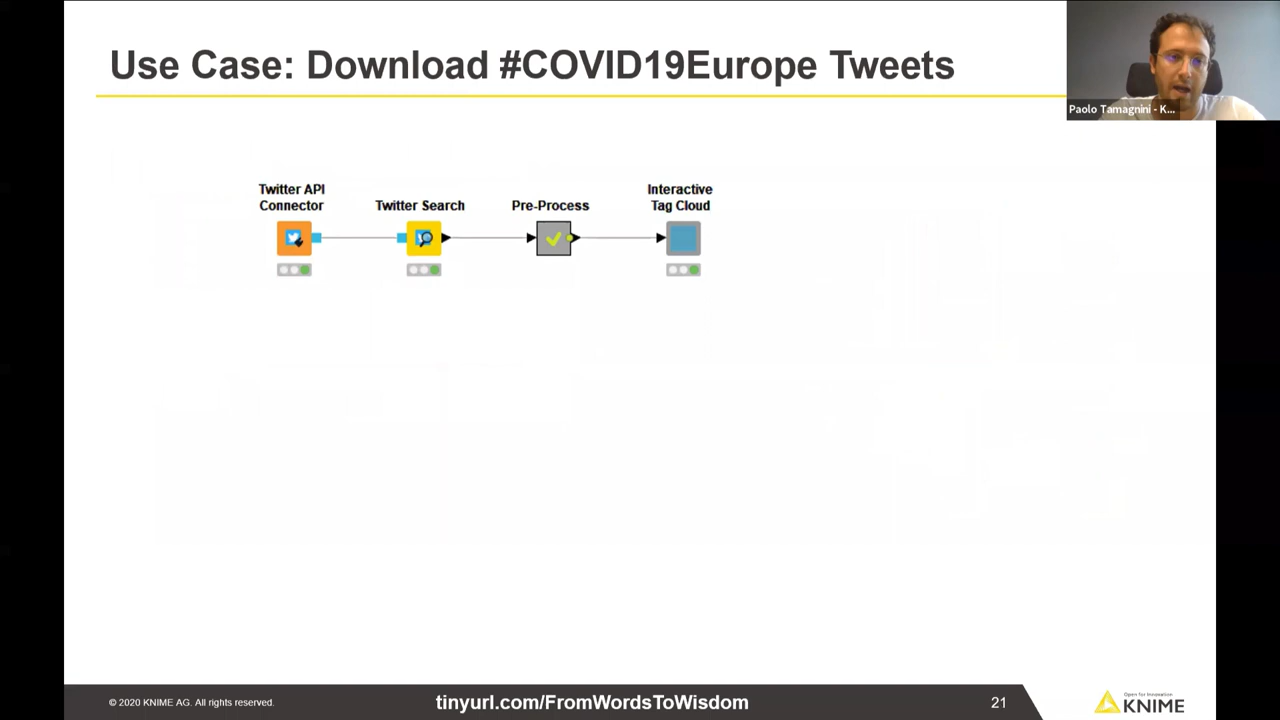 Use Case: Download #COVID19Europe Tweets
Paolo Tamagnini - K...
Twitter API
Connector
Twitter Search
Pre-Process
Interactive
Tag Cloud
© 2020 KNIME AG. All rights reserved.
tinyurl.com/FromWordsToWisdom
21
Open for Innovation
KNIME